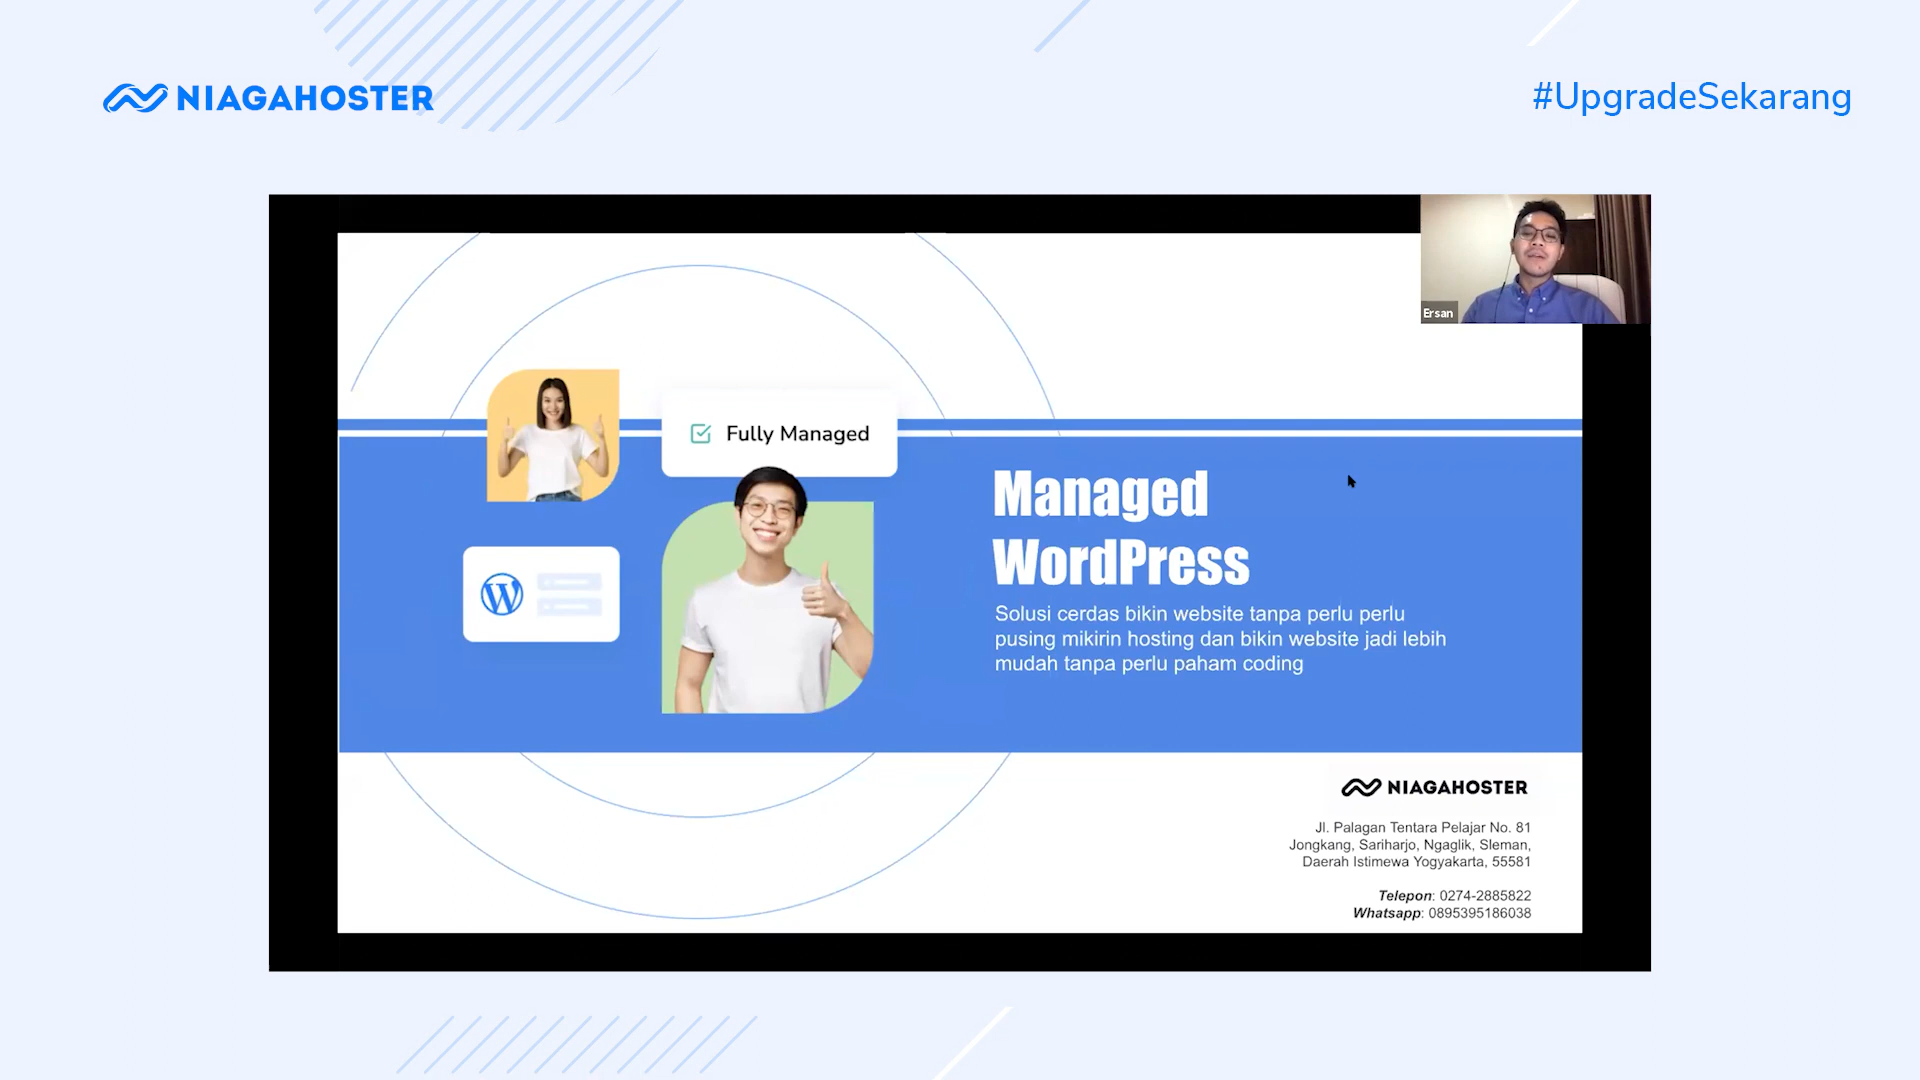 NIAGAHOSTER
#UpgradeSekarang
Ersan
Fully Managed
Managed
WordPress
Solusi cerdas bikin website tanpa perlu perlu
pusing mikirin hosting dan bikin website jadi lebih
mudah tanpa perlu paham coding
NIAGAHOSTER
Jl. Palagan Tentara Pelajar No. 81
Jongkang, Sariharjo, Ngaglik, Sleman,
Daerah Istimewa Yogyakarta, 55581
Telepon: 0274-2885822
Whatsapp: 0895395186038